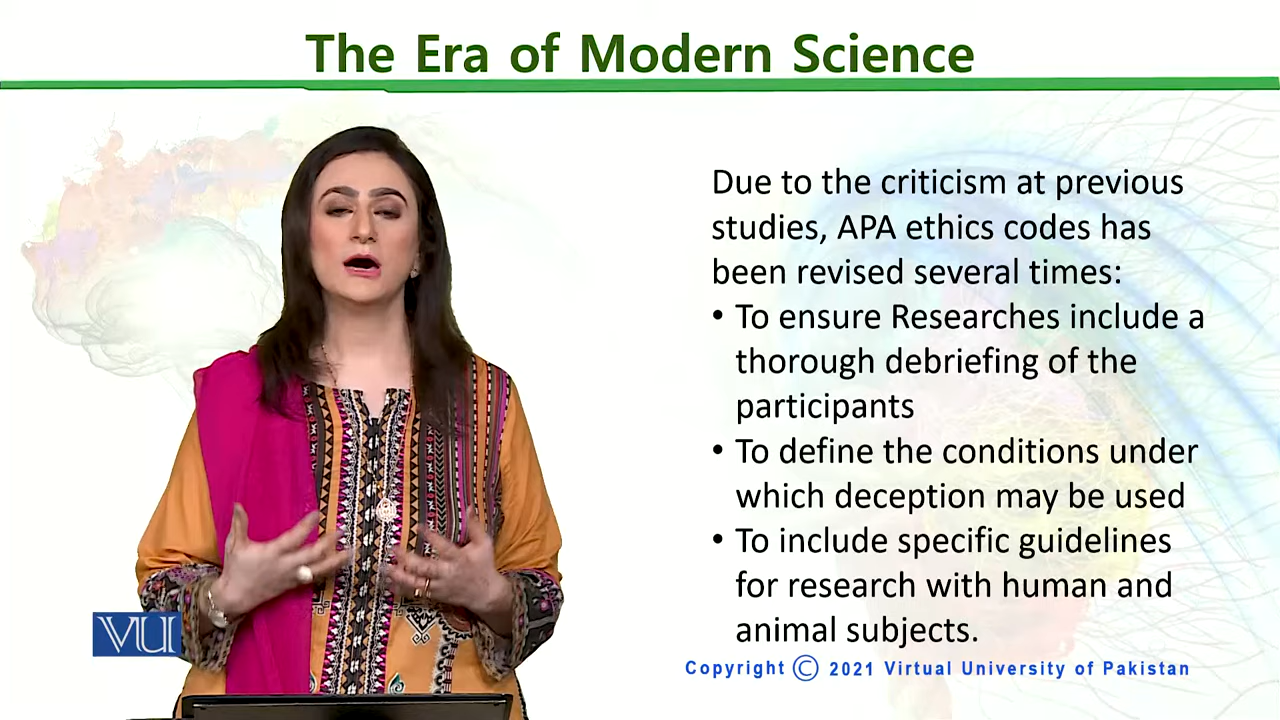 The Era of Modern Science
Due to the criticism at previous
studies, APA ethics codes has
been revised several times:
• To ensure Researches include a
thorough debriefing of the
participants
• To define the conditions under
which deception may be used
• To include specific guidelines
for research with human and
animal subjects.
VU
Copyright © 2021 Virtual University of Pakistan